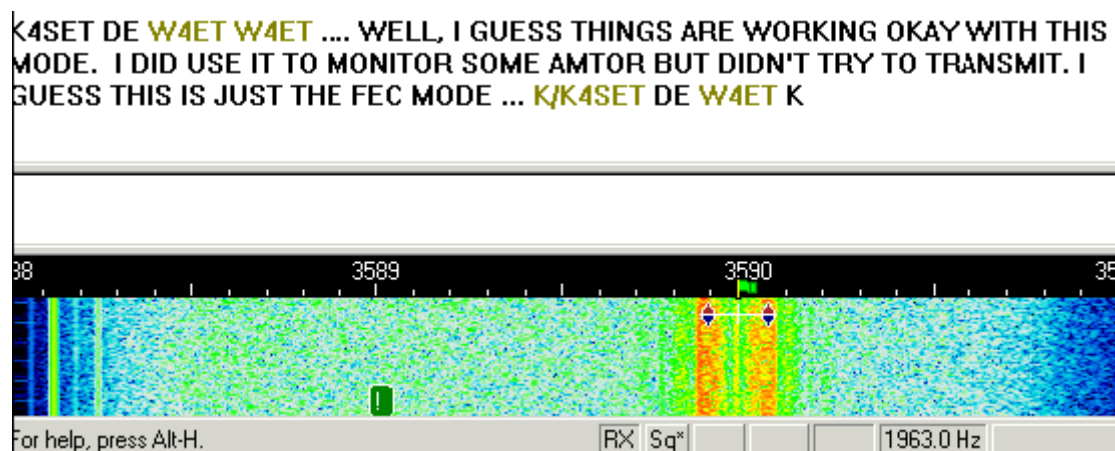 K4SET DE W4ET W4ET .... WELL, I GUESS THINGS ARE WORKING OKAY WITH THIS
MODE.  I DID USE IT TO MONITOR SOME AMTOR BUT DIDN'T TRY TO TRANSMIT. I
GUESS THIS IS JUST THE FEC MODE ... K/K4SET DE W4ET K
38 3589 3590 35
!
For help, press Alt-H. RX Sq* 1963.0 Hz